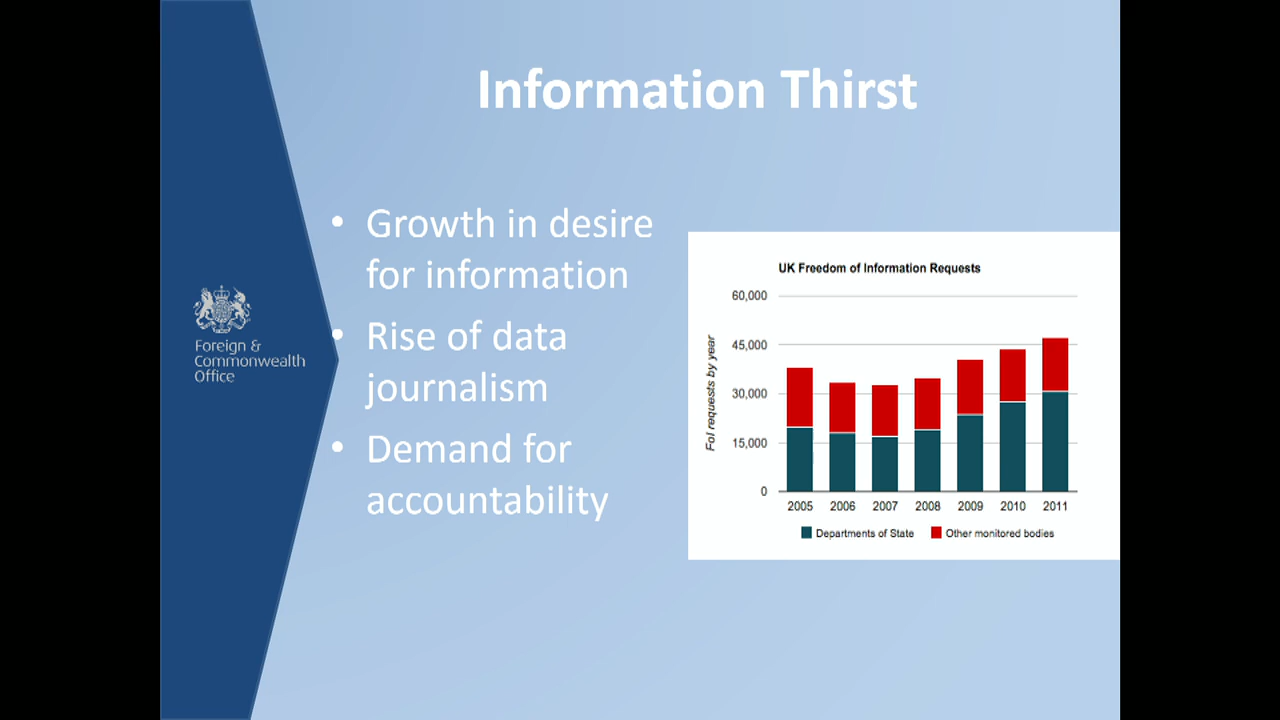 Information Thirst
• Growth in desire
for information
• Rise of data
journalism
• Demand for
accountability
Foreign &
Commonwealth
Office
UK Freedom of Information Requests
FoI requests by year
60,000
45,000
30,000
15,000
0
2005 2006 2007 2008 2009 2010 2011
Departments of State Other monitored bodies